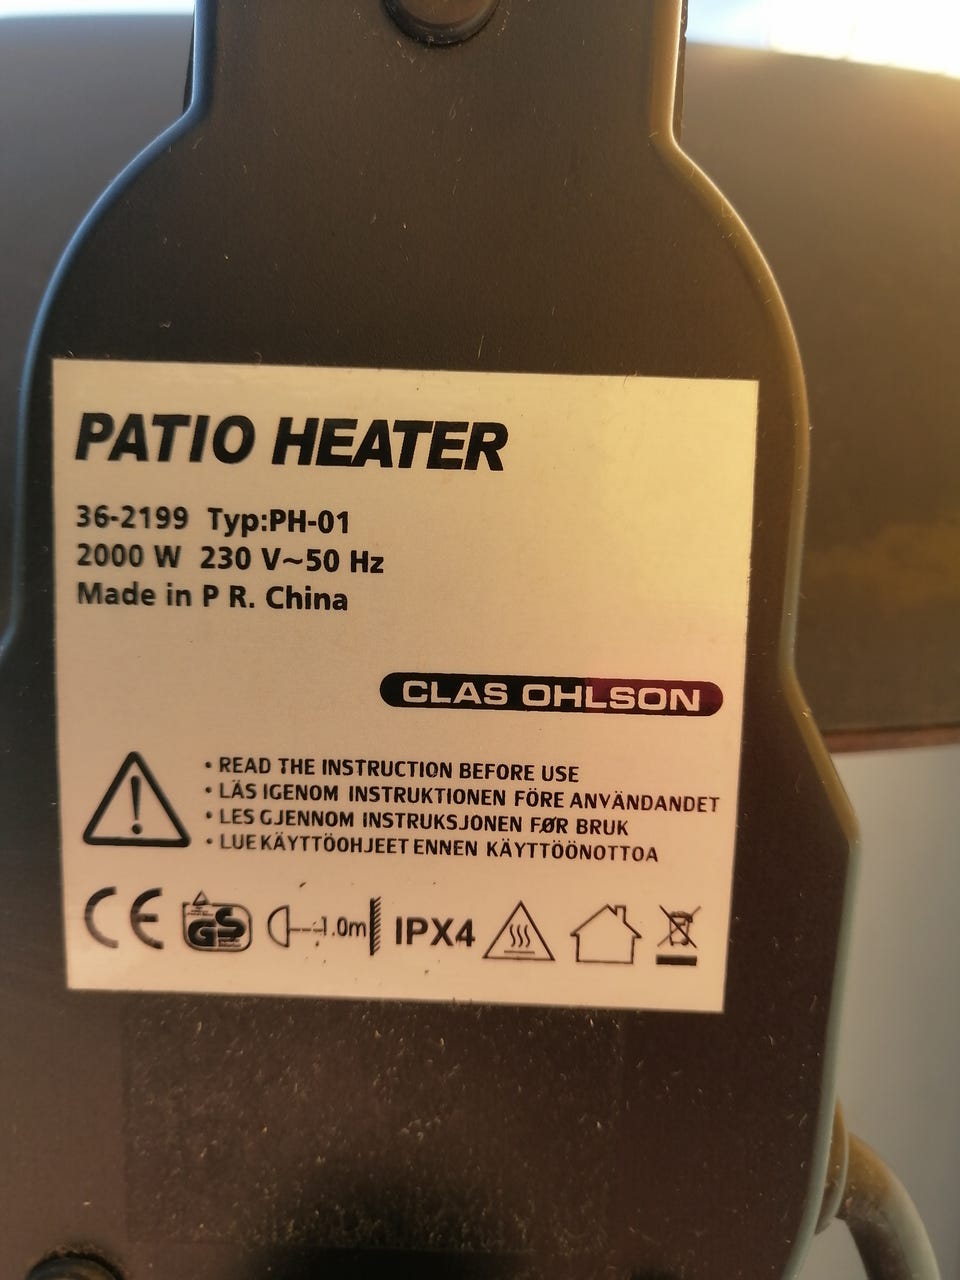 PATIO HEATER
36-2199 Typ:PH-01
2000 W 230 V~50 Hz
Made in P R. China
CLAS OHLSON
• READ THE INSTRUCTION BEFORE USE
• LÄS IGENOM INSTRUKTIONEN FÖRE ANVÄNDANDET
• LES GJENNOM INSTRUKSJONEN FØR BRUK
• LUE KÄYTTÖOHJEET ENNEN KÄYTTÖÖNOTTOA
CE GS 1.0m IPX4